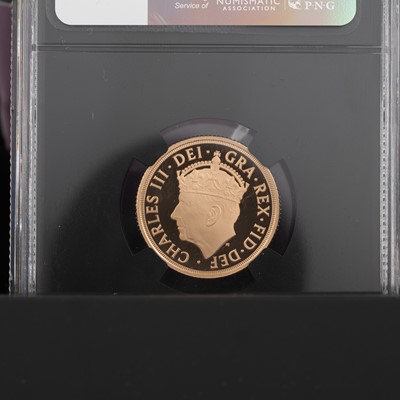 Service of
NUMISMATIC
ASSOCIATION
PNG
· CHARLES III · DEI · GRA · REX · FID · DEF ·